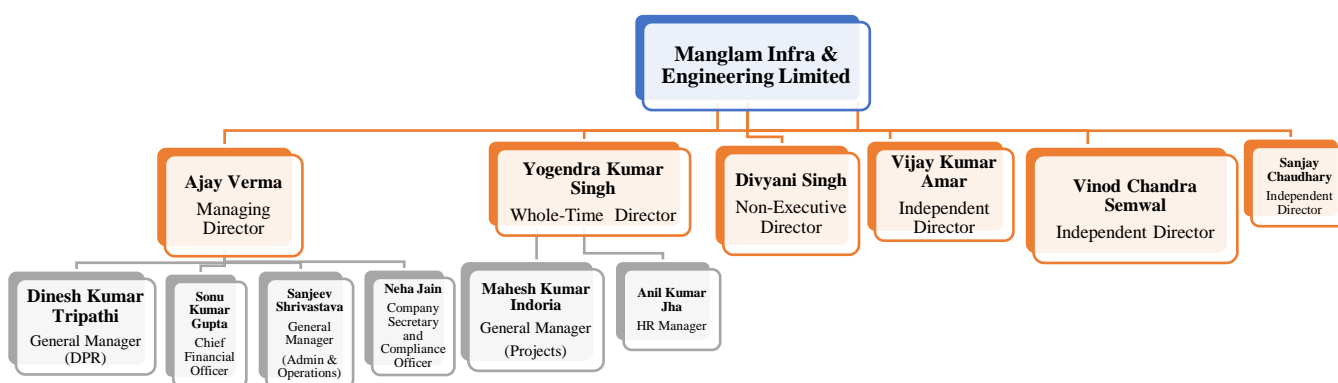 Manglam Infra &
Engineering Limited
Ajay Verma
Managing
Director
Yogendra Kumar
Singh
Whole-Time Director
Divyani Singh
Non-Executive
Director
Vijay Kumar
Amar
Independent
Director
Vinod Chandra
Semwal
Independent Director
Sanjay
Chaudhary
Independent
Director
Dinesh Kumar
Tripathi
General Manager
(DPR)
Sonu
Kumar
Gupta
Chief
Financial
Officer
Sanjeev
Shrivastava
General
Manager
(Admin &
Operations)
Neha Jain
Company
Secretary
and
Compliance
Officer
Mahesh Kumar
Indoria
General Manager
(Projects)
Anil Kumar
Jha
HR Manager